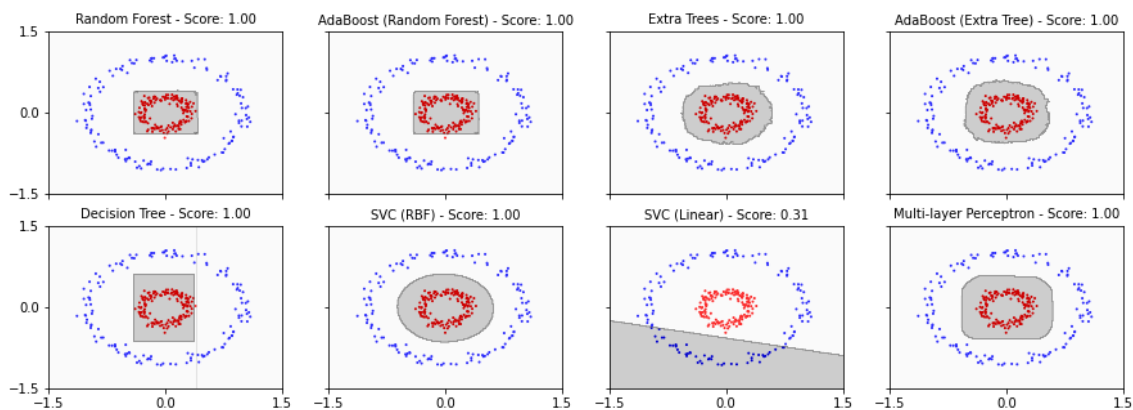 Random Forest - Score: 1.00
AdaBoost (Random Forest) - Score: 1.00
Extra Trees - Score: 1.00
AdaBoost (Extra Tree) - Score: 1.00
1.5
0.0
−1.5
Decision Tree - Score: 1.00
SVC (RBF) - Score: 1.00
SVC (Linear) - Score: 0.31
Multi-layer Perceptron - Score: 1.00
1.5
0.0
−1.5
−1.5 0.0 1.5
−1.5 0.0 1.5
−1.5 0.0 1.5
−1.5 0.0 1.5